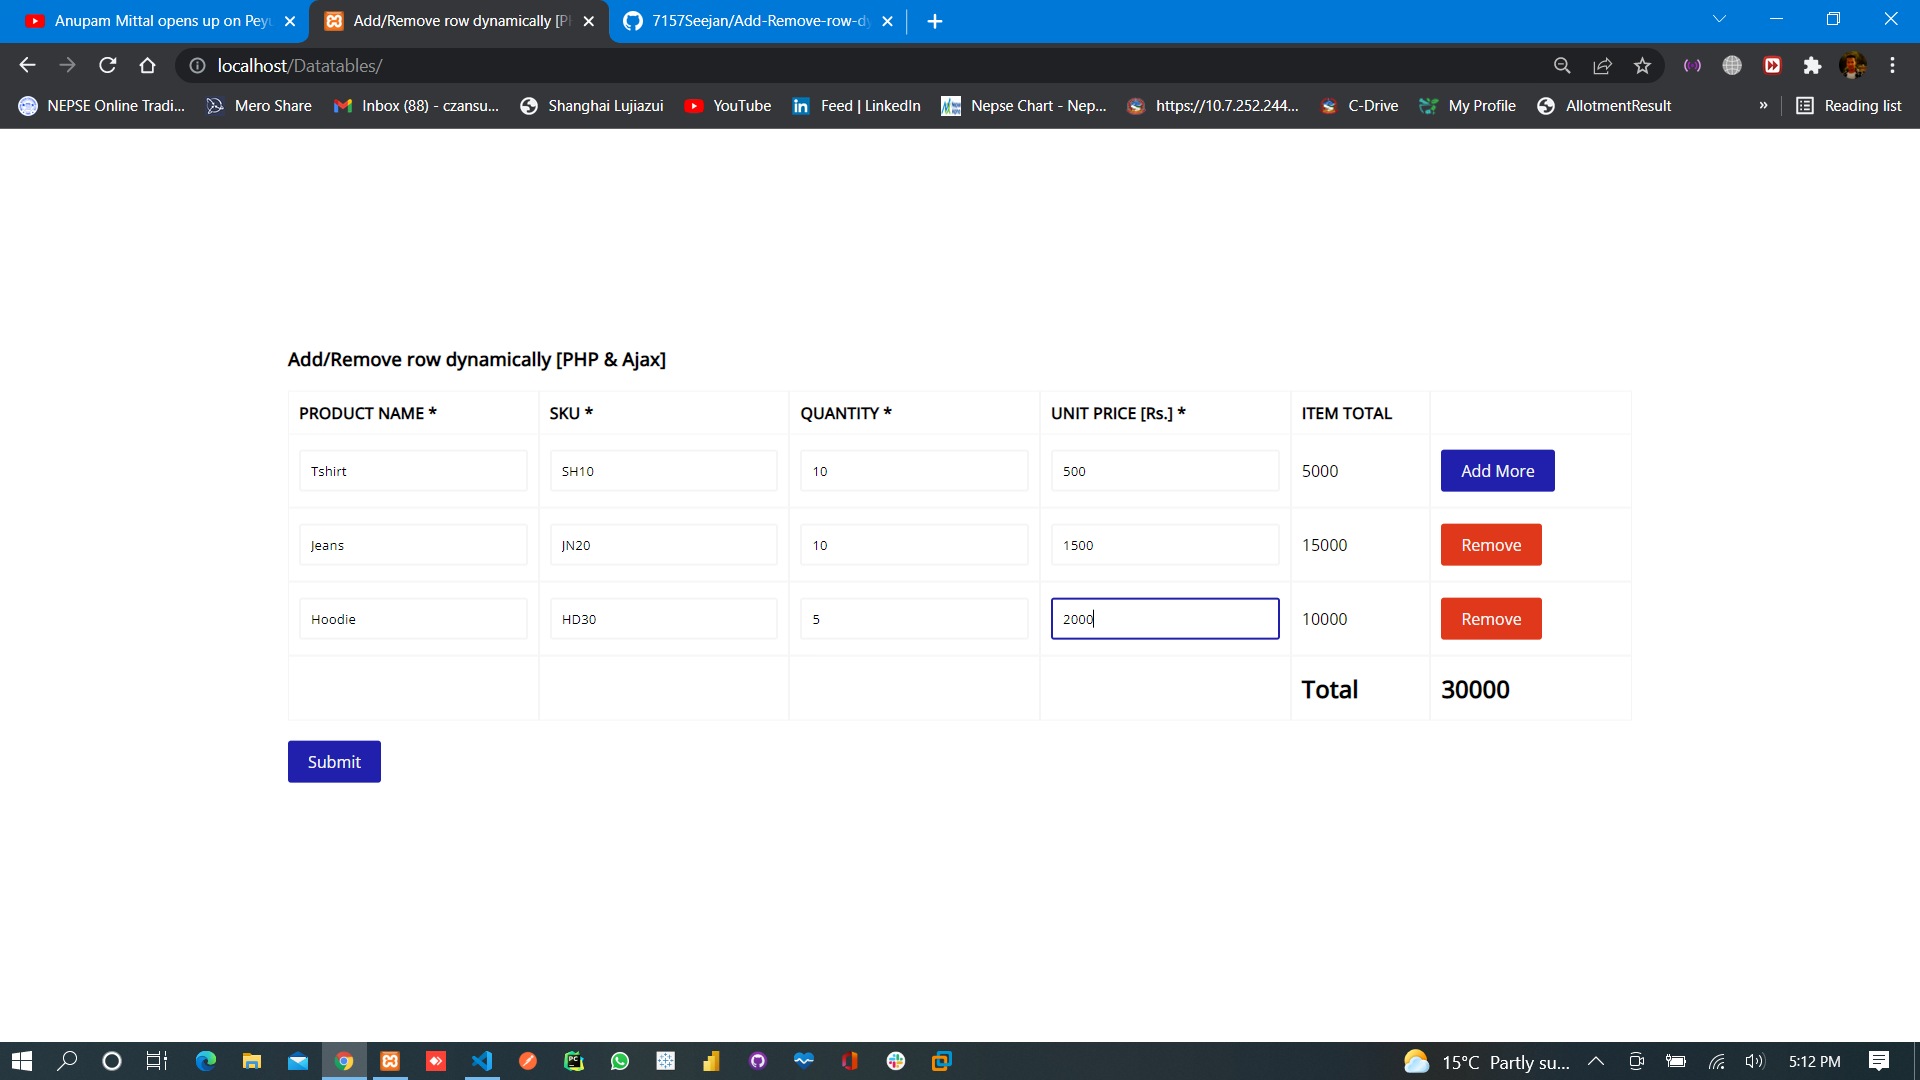 Anupam Mittal opens up on Peyu
Add/Remove row dynamically [P
7157Seejan/Add-Remove-row-dy
localhost/Datatables/
NEPSE Online Tradi... Mero Share Inbox (88) - czansu... Shanghai Lujiazui YouTube Feed | LinkedIn Nepse Chart - Nep... https://10.7.252.244... C-Drive My Profile AllotmentResult » Reading list
Add/Remove row dynamically [PHP & Ajax]
PRODUCT NAME * SKU * QUANTITY * UNIT PRICE [Rs.] * ITEM TOTAL
Tshirt SH10 10 500 5000 Add More
Jeans JN20 10 1500 15000 Remove
Hoodie HD30 5 2000 10000 Remove
Total 30000
Submit
15°C Partly su... 5:12 PM